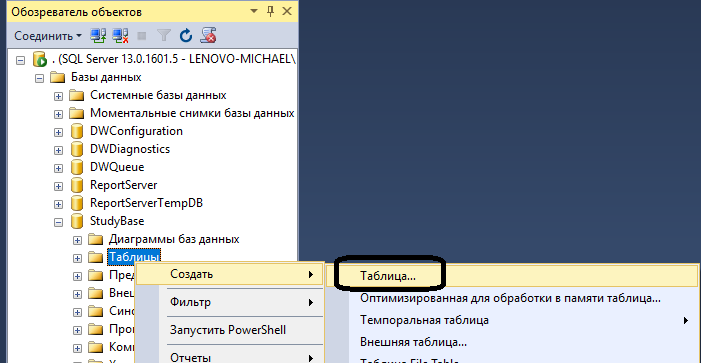 Обозреватель объектов
Соединить
. (SQL Server 13.0.1601.5 - LENOVO-MICHAEL\
Базы данных
Системные базы данных
Моментальные снимки базы данных
DWConfiguration
DWDiagnostics
DWQueue
ReportServer
ReportServerTempDB
StudyBase
Диаграммы баз данных
Таблицы
Пред
Внеш
Сино
Прог
Комп
Создать
Фильтр
Запустить PowerShell
Отчеты
Таблица...
Оптимизированная для обработки в памяти таблица...
Темпоральная таблица
Внешняя таблица...
Таблица File Table